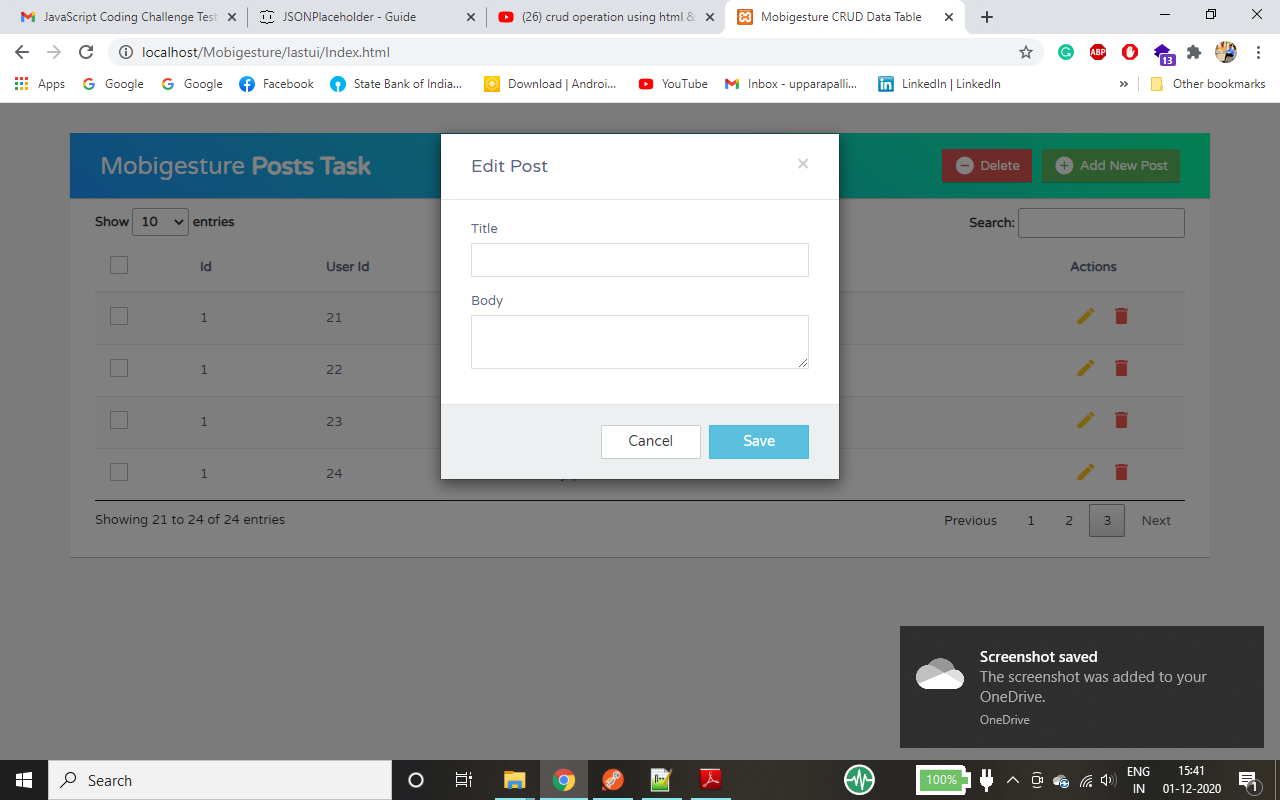 JavaScript Coding Challenge Test
JSONPlaceholder - Guide
(26) crud operation using html &
Mobigesture CRUD Data Table
localhost/Mobigesture/lastui/Index.html
ABP
13
Apps
Google
Google
Facebook
State Bank of India...
Download | Androi...
YouTube
Inbox - upparapalli...
LinkedIn | LinkedIn
»
Other bookmarks
Mobigesture Posts Task
Delete
Add New Post
Show 10 entries
Search:
Id User Id Actions
1 21
1 22
1 23
1 24
Showing 21 to 24 of 24 entries
Previous 1 2 3 Next
Edit Post
×
Title
Body
Cancel
Save
Screenshot saved
The screenshot was added to your
OneDrive.
OneDrive
Search
100%
ENG
IN
15:41
01-12-2020
1